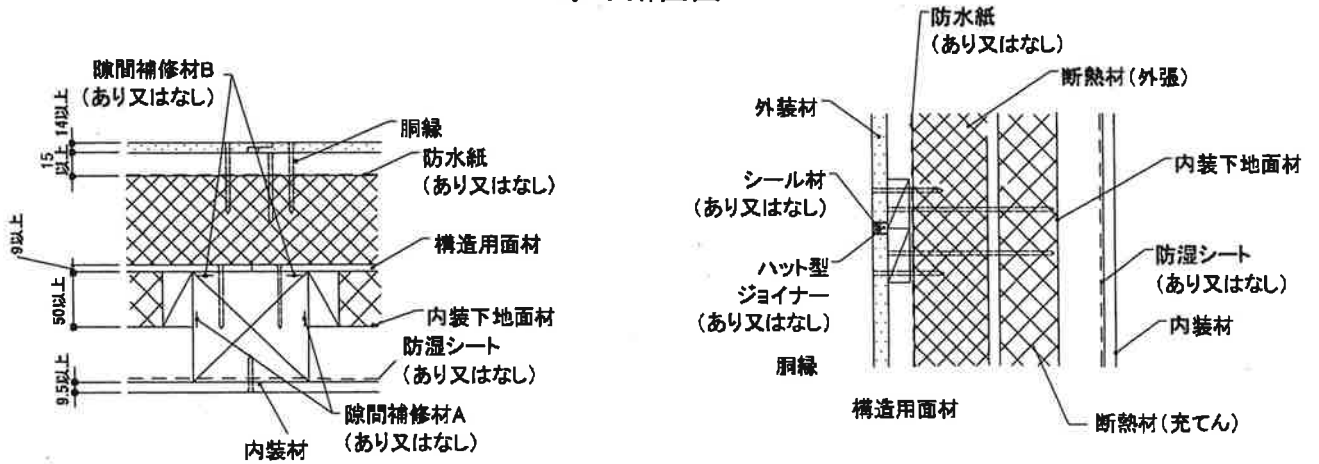 隙間補修材B
(あり又はなし)
14以上
胴縁
15
以上
防水紙
(あり又はなし)
9以上
構造用面材
50以上
内装下地面材
防湿シート
(あり又はなし)
9.5以上
隙間補修材A
(あり又はなし)
内装材
防水紙
(あり又はなし)
断熱材(外張)
外装材
内装下地面材
シール材
(あり又はなし)
ハット型
ジョイナー
(あり又はなし)
防湿シート
(あり又はなし)
内装材
胴縁
構造用面材
断熱材(充てん)